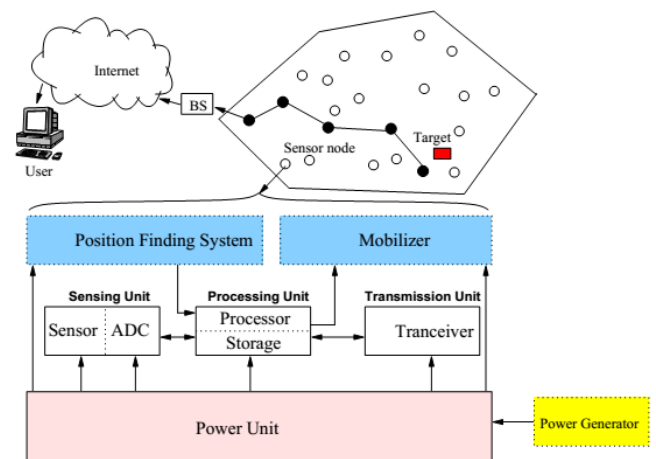 Internet
BS
User
Sensor node
Target
Position Finding System
Mobilizer
Sensing Unit
Processing Unit
Transmission Unit
Sensor
ADC
Processor
Storage
Tranceiver
Power Unit
Power Generator